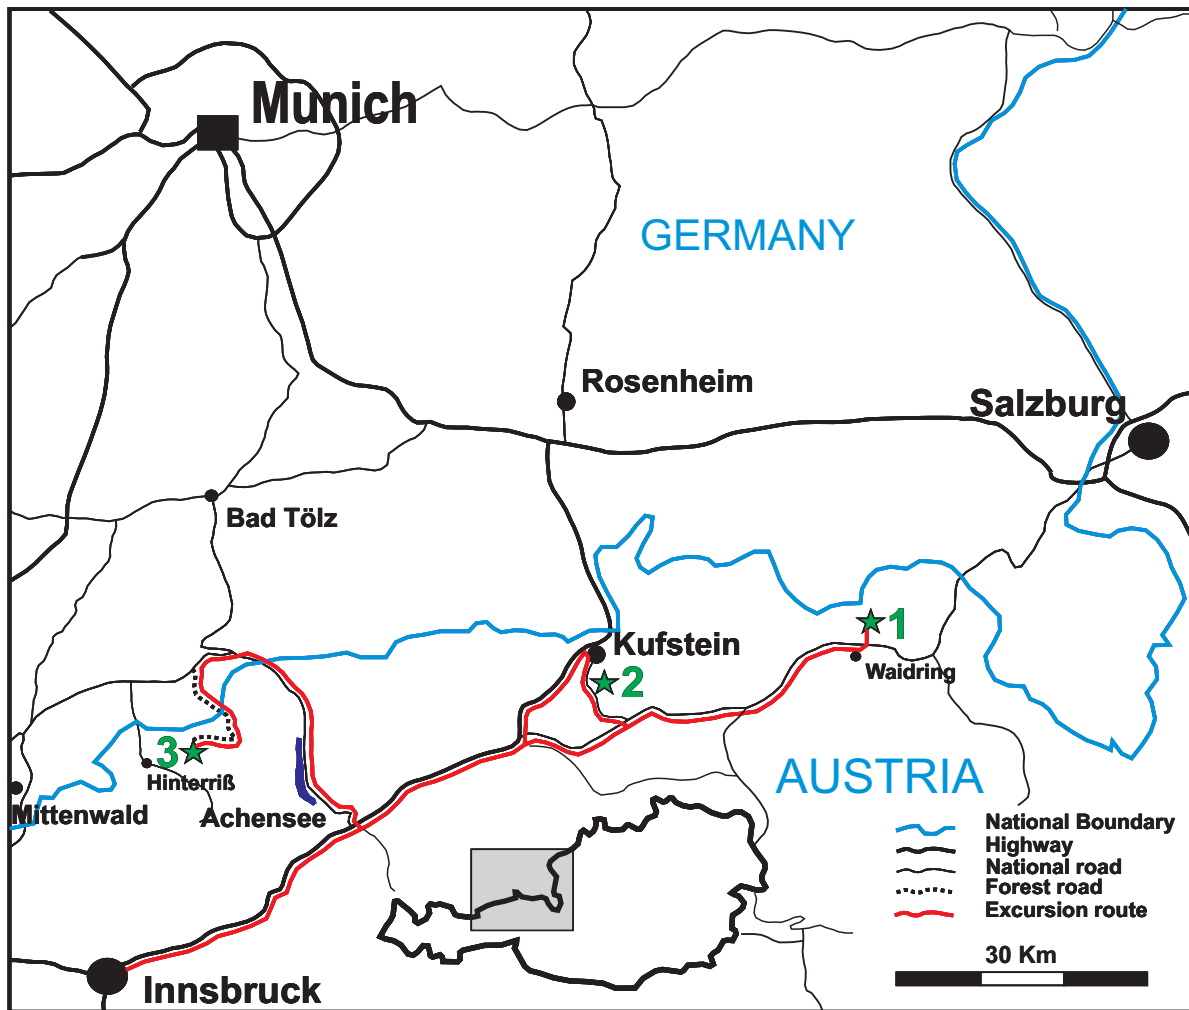 Munich
GERMANY
Rosenheim
Salzburg
Bad Tölz
1
Kufstein
Waidring
2
3
Hinterriß
AUSTRIA
Mittenwald
Achensee
National Boundary
Highway
National road
Forest road
Excursion route
30 Km
Innsbruck